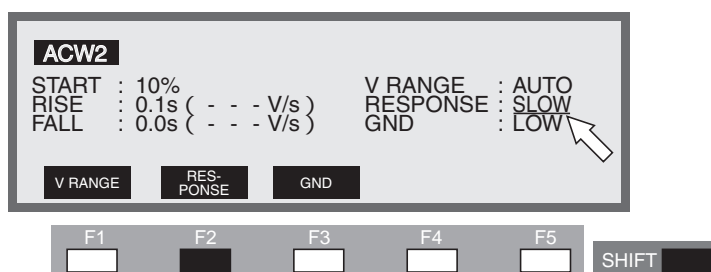 ACW2
START : 10% V RANGE : AUTO
RISE : 0.1s ( - - - V/s ) RESPONSE : SLOW
FALL : 0.0s ( - - - V/s ) GND : LOW
V RANGE RES- GND
PONSE
F1 F2 F3 F4 F5
SHIFT